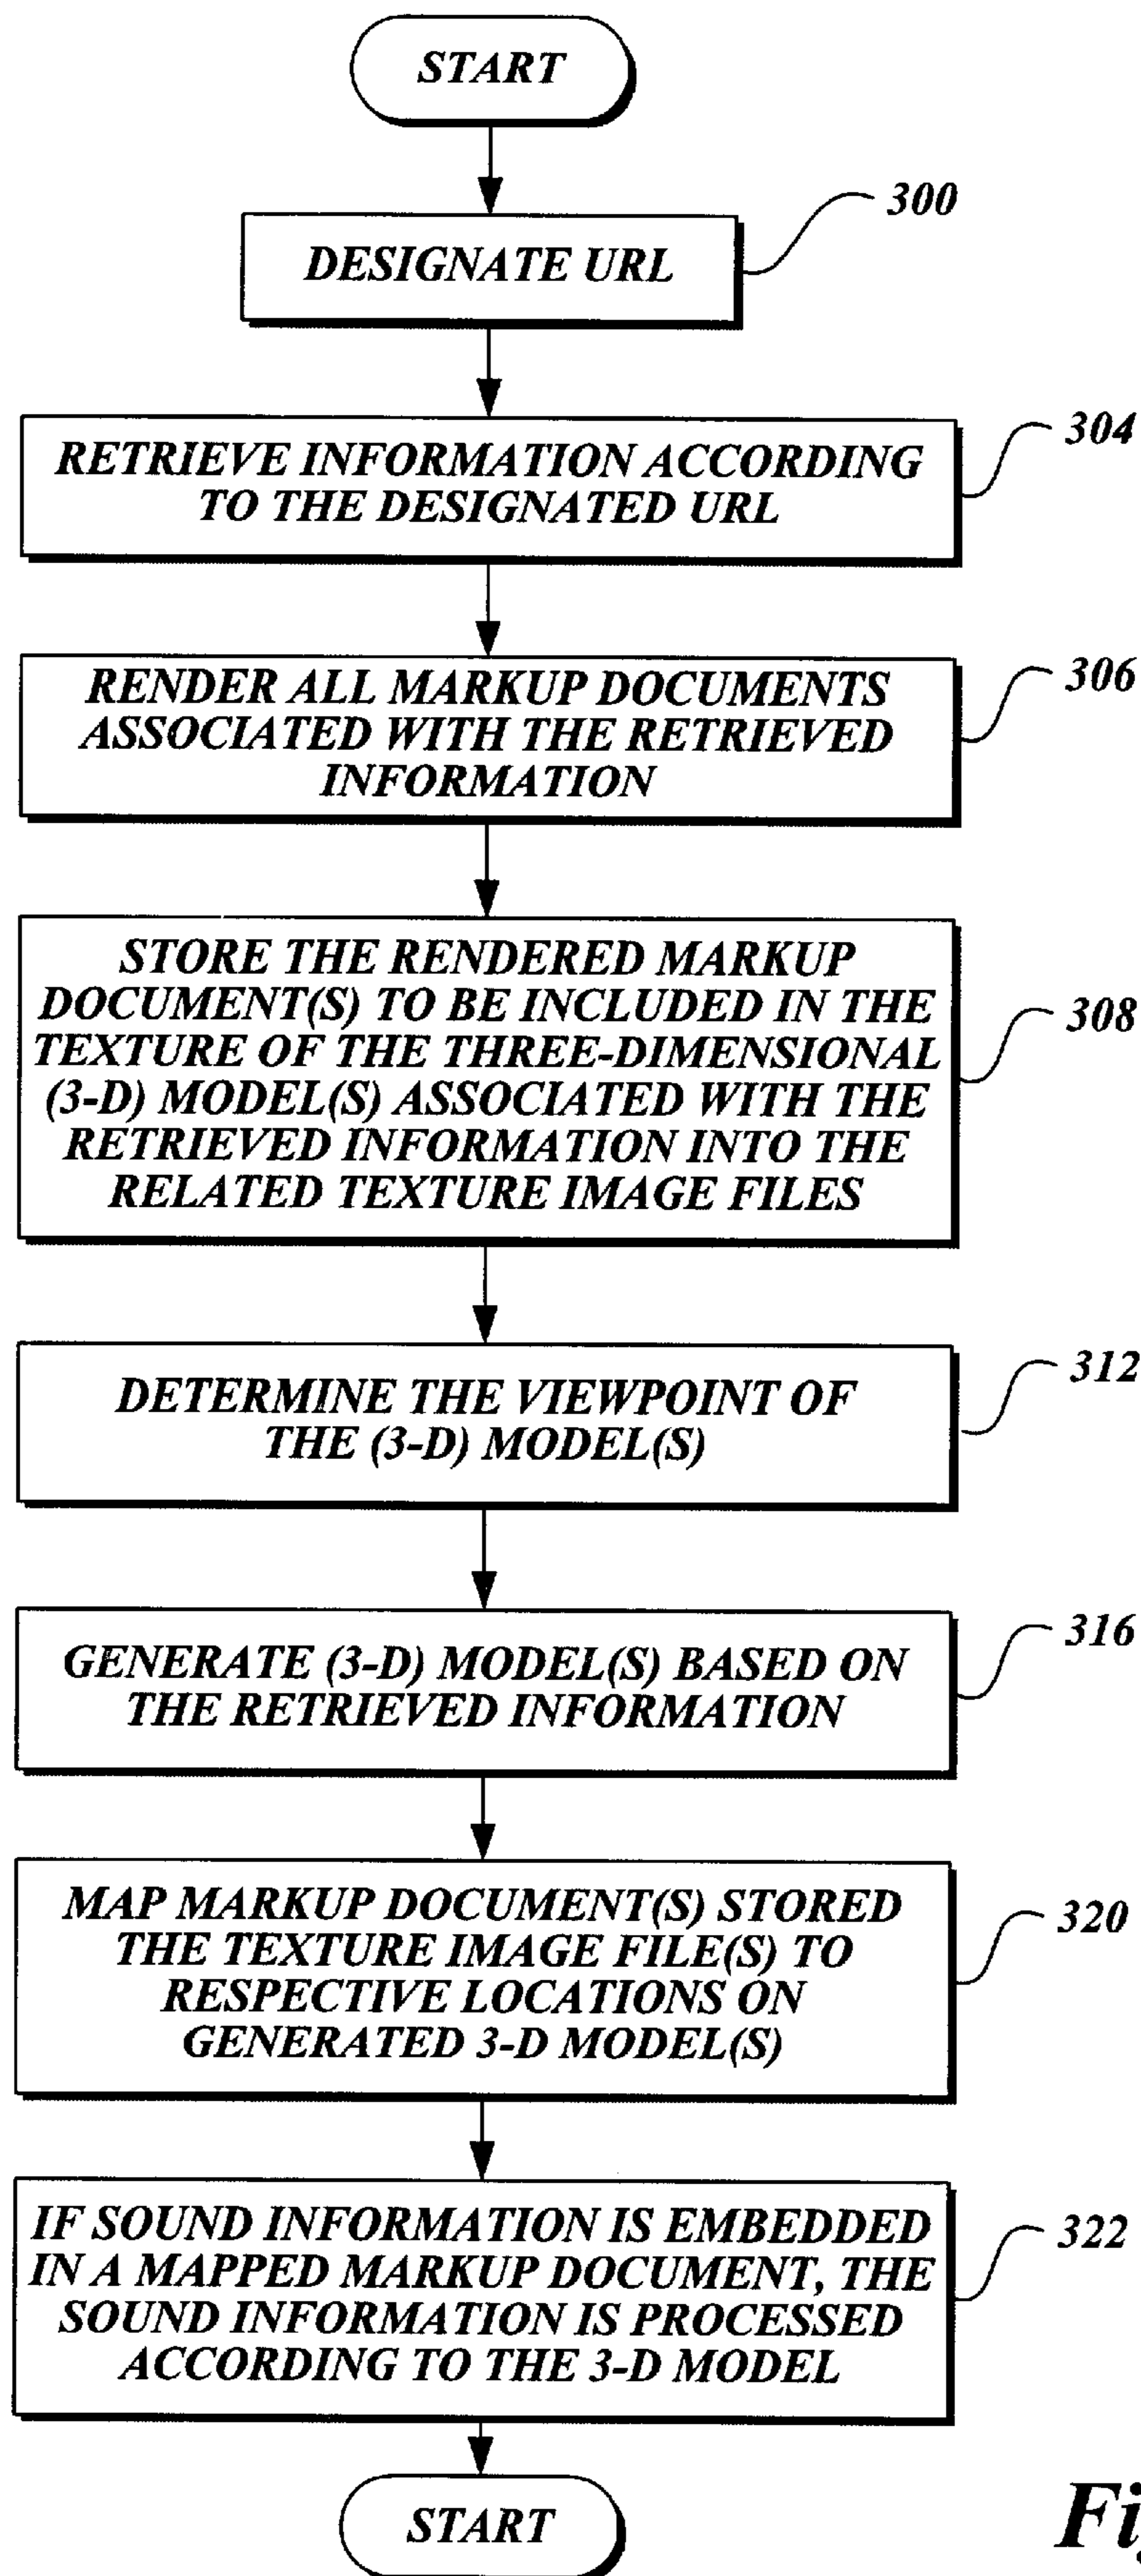 START
300
DESIGNATE URL
304
RETRIEVE INFORMATION ACCORDING
TO THE DESIGNATED URL
306
RENDER ALL MARKUP DOCUMENTS
ASSOCIATED WITH THE RETRIEVED
INFORMATION
308
STORE THE RENDERED MARKUP
DOCUMENT(S) TO BE INCLUDED IN THE
TEXTURE OF THE THREE-DIMENSIONAL
(3-D) MODEL(S) ASSOCIATED WITH THE
RETRIEVED INFORMATION INTO THE
RELATED TEXTURE IMAGE FILES
312
DETERMINE THE VIEWPOINT OF
THE (3-D) MODEL(S)
316
GENERATE (3-D) MODEL(S) BASED ON
THE RETRIEVED INFORMATION
320
MAP MARKUP DOCUMENT(S) STORED
THE TEXTURE IMAGE FILE(S) TO
RESPECTIVE LOCATIONS ON
GENERATED 3-D MODEL(S)
322
IF SOUND INFORMATION IS EMBEDDED
IN A MAPPED MARKUP DOCUMENT, THE
SOUND INFORMATION IS PROCESSED
ACCORDING TO THE 3-D MODEL
START